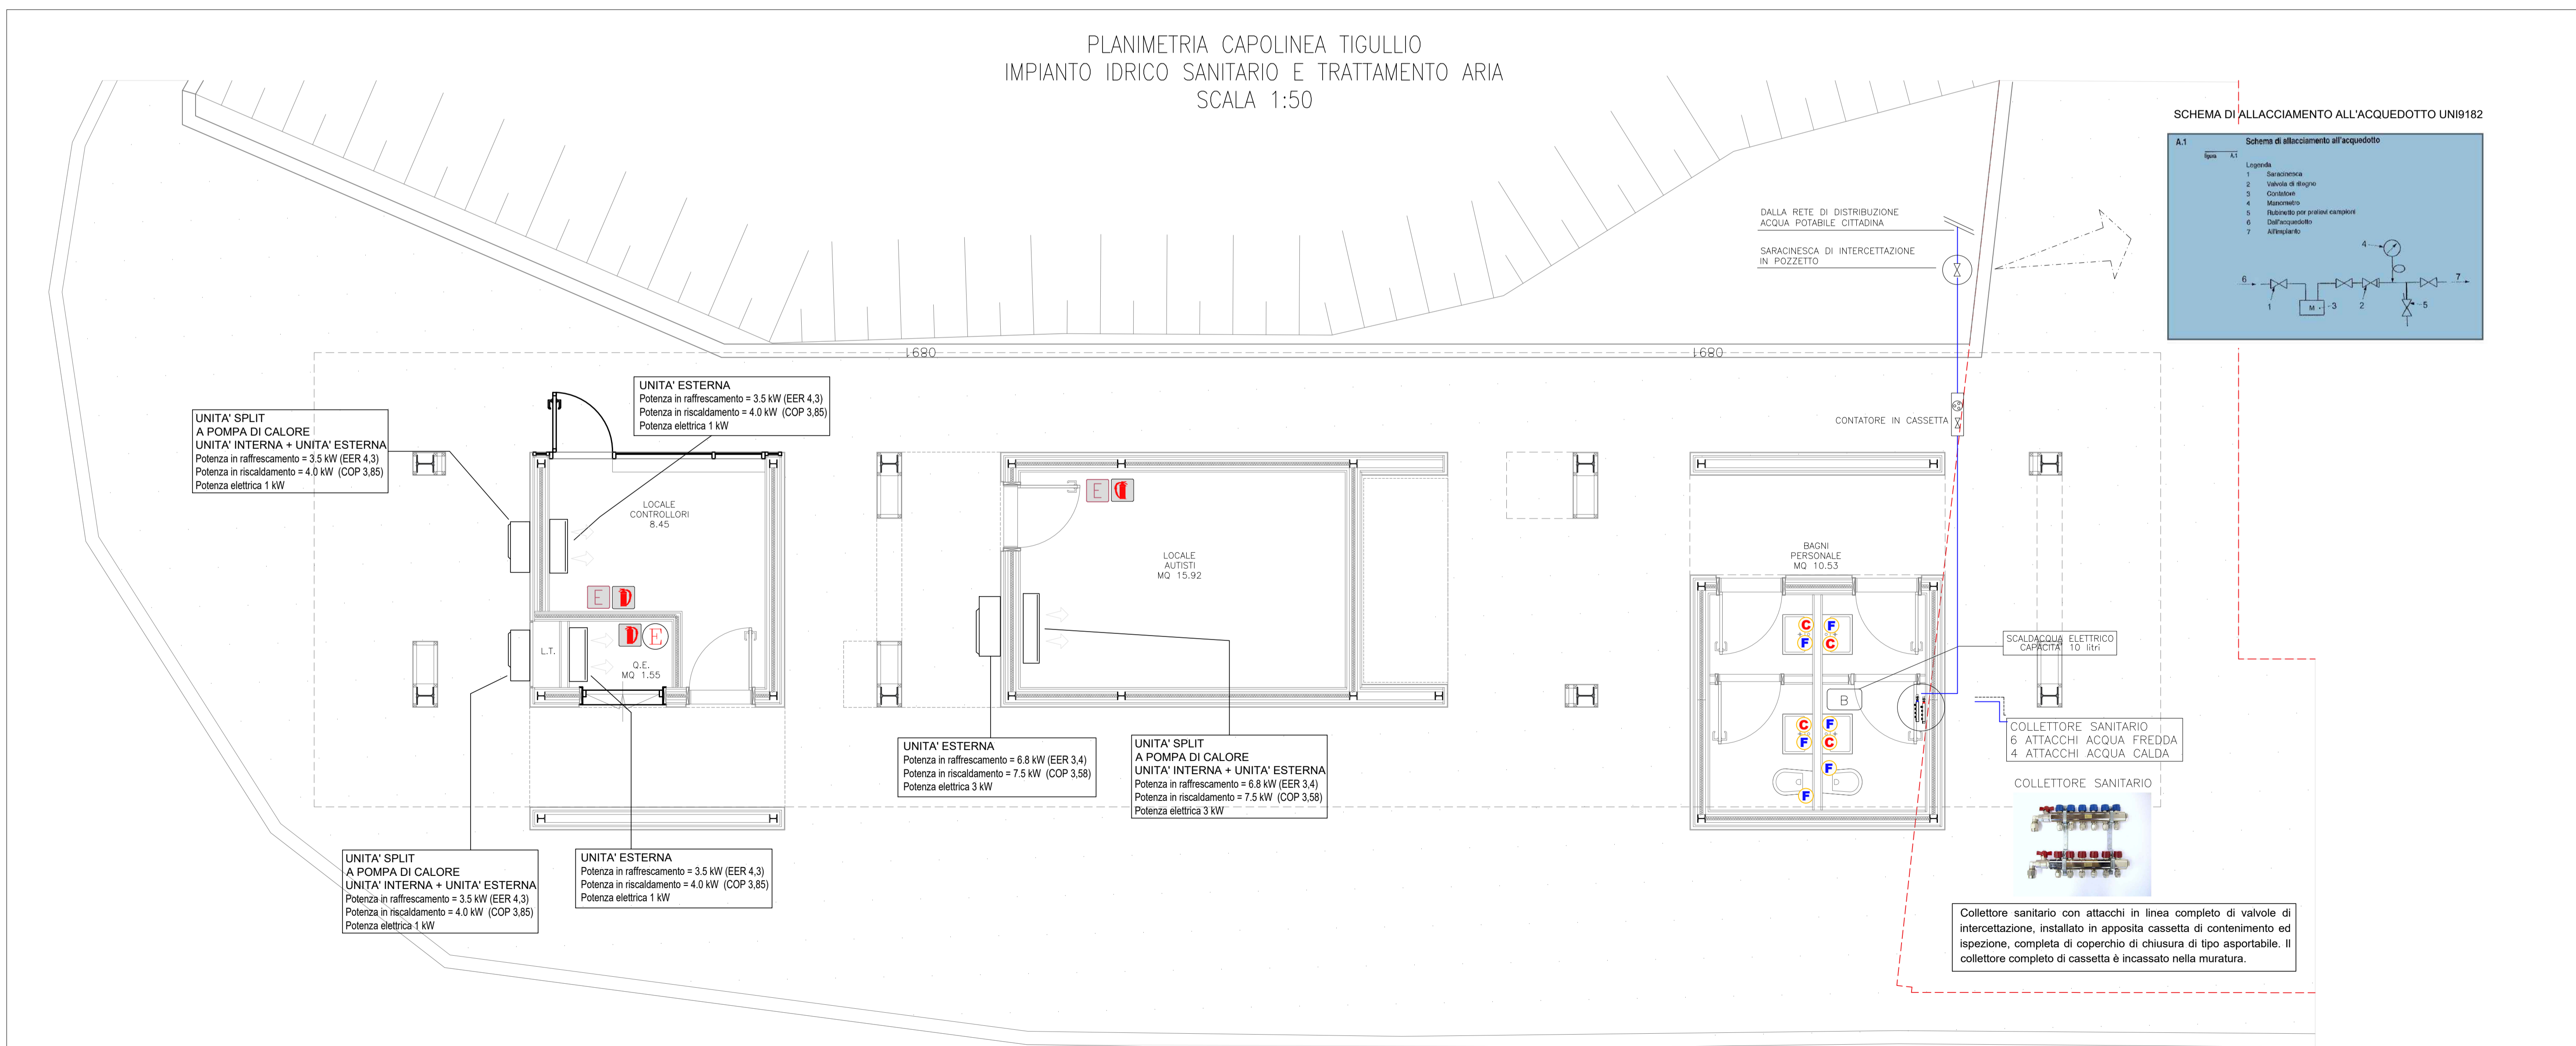 PLANIMETRIA CAPOLINEA TIGULLIO
IMPIANTO IDRICO SANITARIO E TRATTAMENTO ARIA
SCALA 1:50
SCHEMA DI ALLACCIAMENTO ALL'ACQUEDOTTO UNI9182
A.1 Schema di allacciamento all'acquedotto
figura A.1
Legenda
1 Saracinesca
2 Valvola di ritegno
3 Contatore
4 Manometro
5 Rubinetto per prelievi campioni
6 Dall'acquedotto
7 All'impianto
4
6
7
1
M
3
2
5
DALLA RETE DI DISTRIBUZIONE
ACQUA POTABILE CITTADINA
SARACINESCA DI INTERCETTAZIONE
IN POZZETTO
0891
0891
CONTATORE IN CASSETTA
UNITA' SPLIT
A POMPA DI CALORE
UNITA' INTERNA + UNITA' ESTERNA
Potenza in raffrescamento = 3.5 kW (EER 4,3)
Potenza in riscaldamento = 4.0 kW (COP 3,85)
Potenza elettrica 1 kW
UNITA' ESTERNA
Potenza in raffrescamento = 3.5 kW (EER 4,3)
Potenza in riscaldamento = 4.0 kW (COP 3,85)
Potenza elettrica 1 kW
LOCALE
CONTROLLORI
8.45
E
E
L.T.
Q.E.
MQ 1.55
E
LOCALE
AUTISTI
MQ 15.92
BAGNI
PERSONALE
MQ 10.53
C F
F C
B
C F
F C
F
F
SCALDACQUA ELETTRICO
CAPACITA' 10 litri
COLLETTORE SANITARIO
6 ATTACCHI ACQUA FREDDA
4 ATTACCHI ACQUA CALDA
COLLETTORE SANITARIO
Collettore sanitario con attacchi in linea completo di valvole di
intercettazione, installato in apposita cassetta di contenimento ed
ispezione, completa di coperchio di chiusura di tipo asportabile. Il
collettore completo di cassetta è incassato nella muratura.
UNITA' ESTERNA
Potenza in raffrescamento = 6.8 kW (EER 3,4)
Potenza in riscaldamento = 7.5 kW (COP 3,58)
Potenza elettrica 3 kW
UNITA' SPLIT
A POMPA DI CALORE
UNITA' INTERNA + UNITA' ESTERNA
Potenza in raffrescamento = 6.8 kW (EER 3,4)
Potenza in riscaldamento = 7.5 kW (COP 3,58)
Potenza elettrica 3 kW
UNITA' SPLIT
A POMPA DI CALORE
UNITA' INTERNA + UNITA' ESTERNA
Potenza in raffrescamento = 3.5 kW (EER 4,3)
Potenza in riscaldamento = 4.0 kW (COP 3,85)
Potenza elettrica 1 kW
UNITA' ESTERNA
Potenza in raffrescamento = 3.5 kW (EER 4,3)
Potenza in riscaldamento = 4.0 kW (COP 3,85)
Potenza elettrica 1 kW